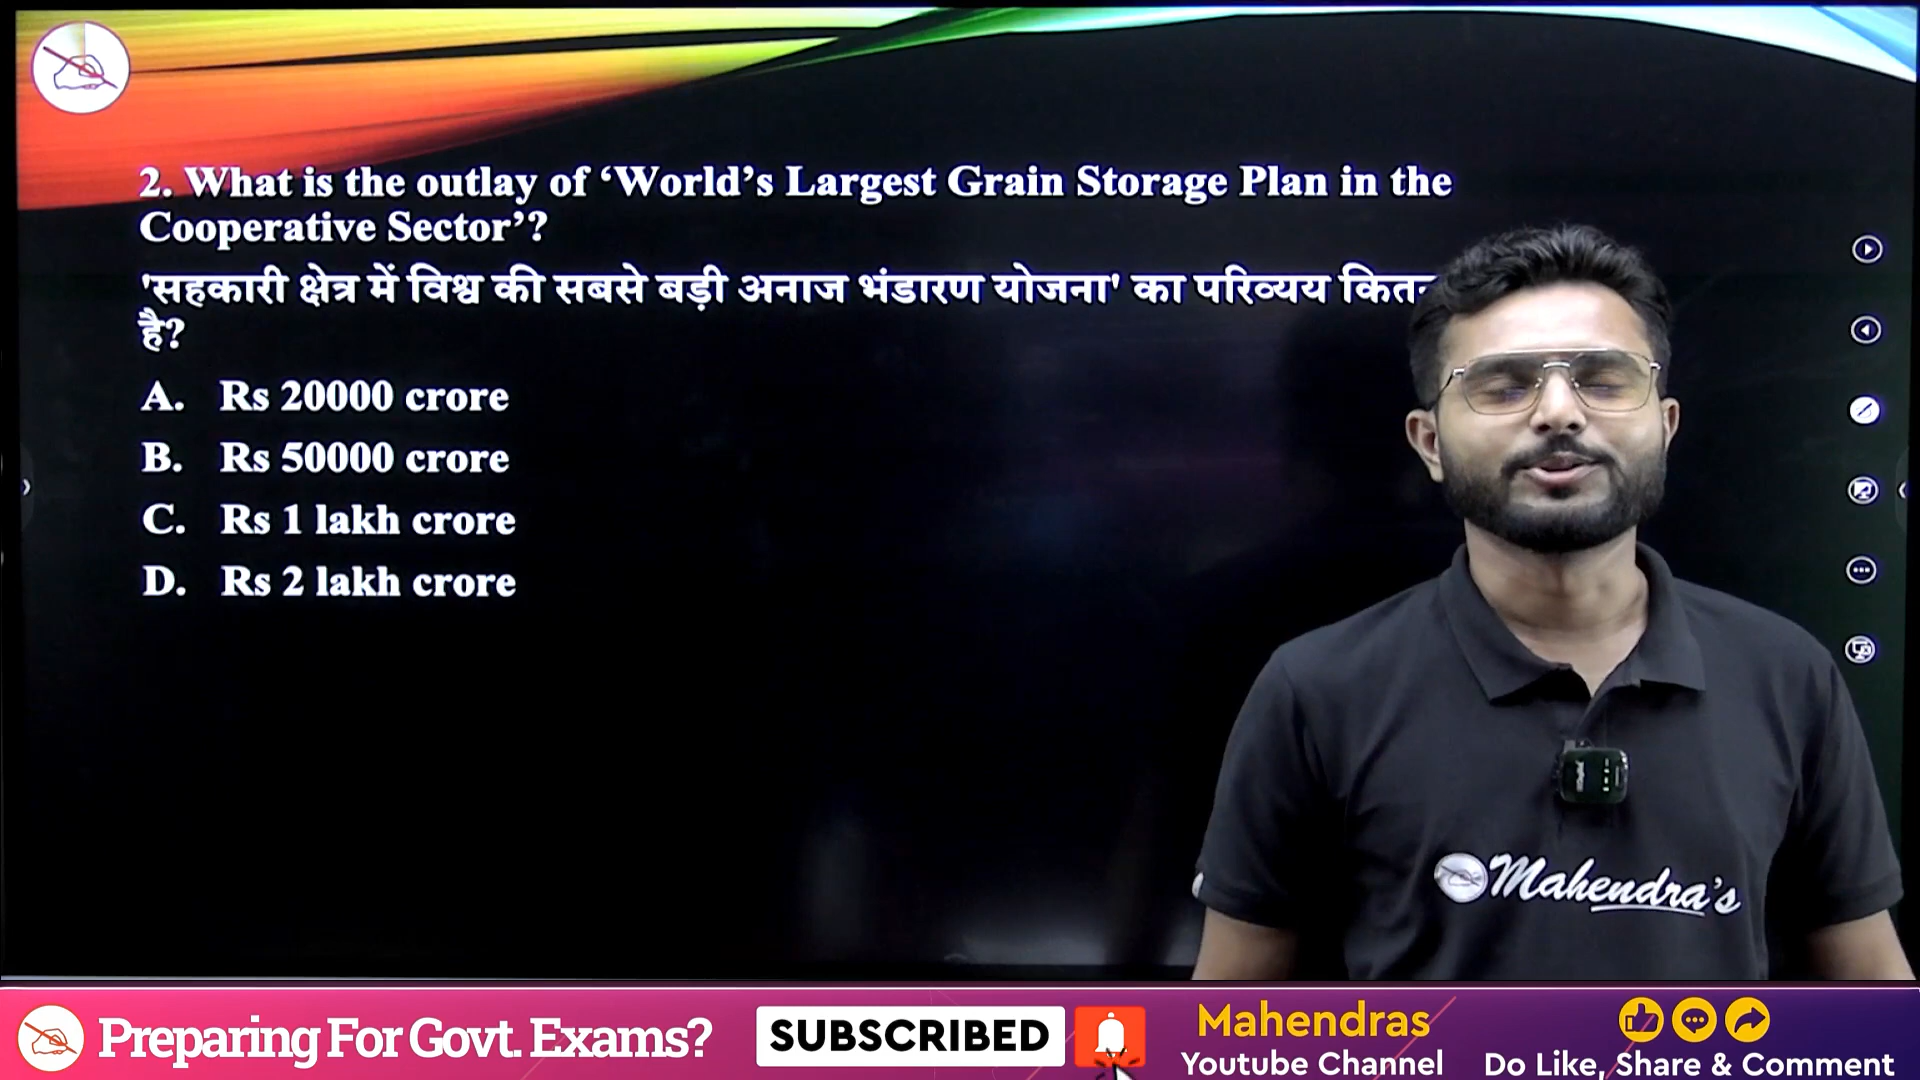 2. What is the outlay of ‘World’s Largest Grain Storage Plan in the
Cooperative Sector’?
'सहकारी क्षेत्र में विश्व की सबसे बड़ी अनाज भंडारण योजना' का परिव्यय
है?
A. Rs 20000 crore
B. Rs 50000 crore
C. Rs 1 lakh crore
D. Rs 2 lakh crore
Mahendra's
Preparing For Govt. Exams?
SUBSCRIBED
Mahendras
Youtube Channel
Do Like, Share & Comment